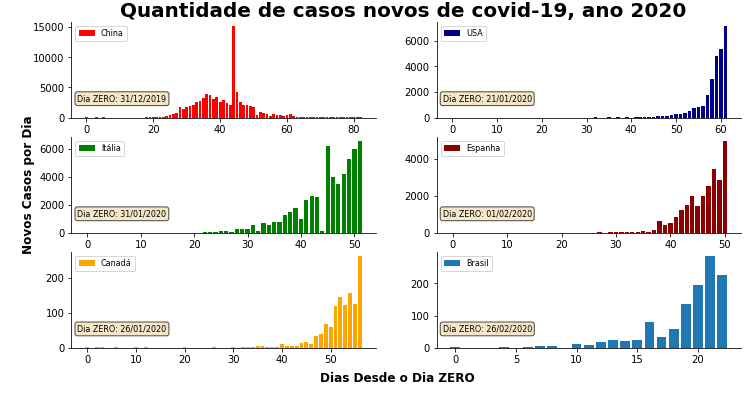 Quantidade de casos novos de covid-19, ano 2020
Novos Casos por Dia
15000
10000
5000
0
China
Dia ZERO: 31/12/2019
0 20 40 60 80
6000
4000
2000
0
USA
Dia ZERO: 21/01/2020
0 10 20 30 40 50 60
6000
4000
2000
0
Itália
Dia ZERO: 31/01/2020
0 10 20 30 40 50
4000
2000
0
Espanha
Dia ZERO: 01/02/2020
0 10 20 30 40 50
200
100
0
Canadá
Dia ZERO: 26/01/2020
0 10 20 30 40 50
200
100
0
Brasil
Dia ZERO: 26/02/2020
0 5 10 15 20
Dias Desde o Dia ZERO